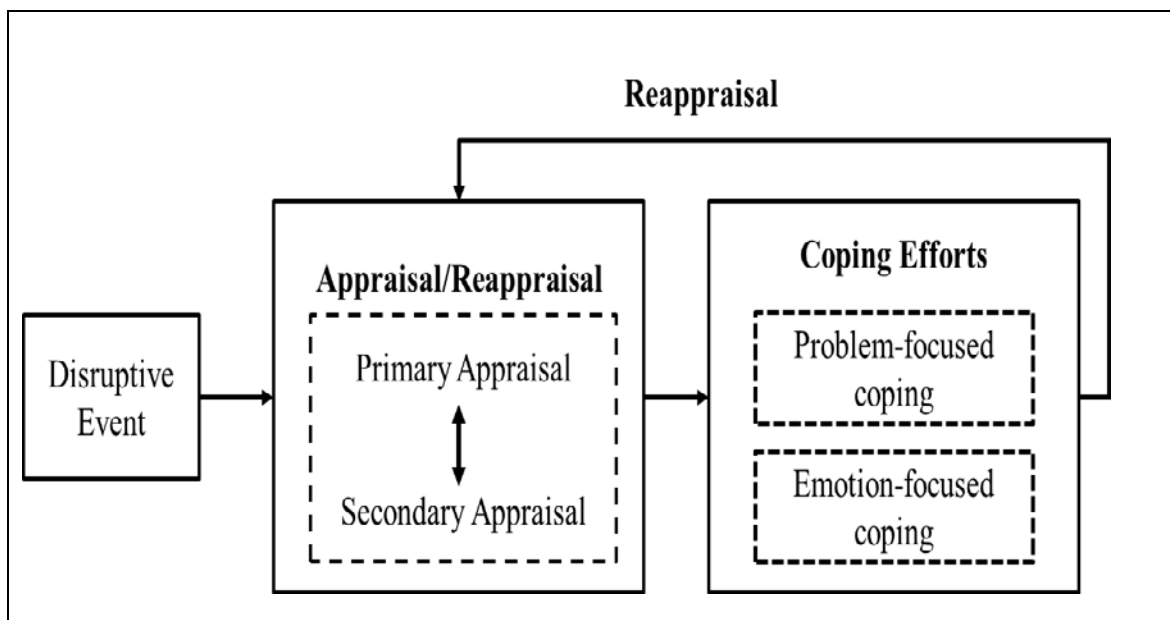 Reappraisal
Disruptive
Event
Appraisal/Reappraisal
Primary Appraisal
Secondary Appraisal
Coping Efforts
Problem-focused
coping
Emotion-focused
coping